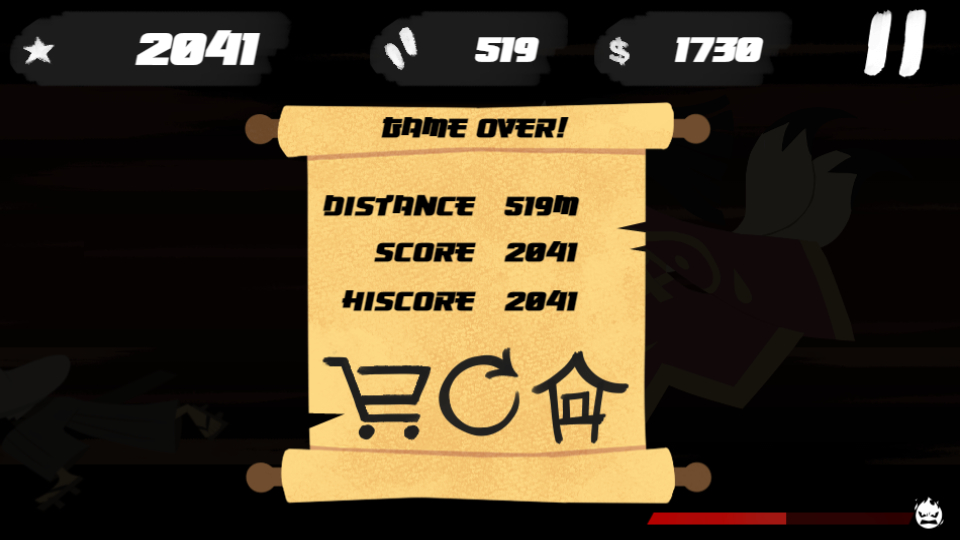 2041
519
$ 1730
GAME OVER!
DISTANCE 519M
SCORE 2041
HISCORE 2041